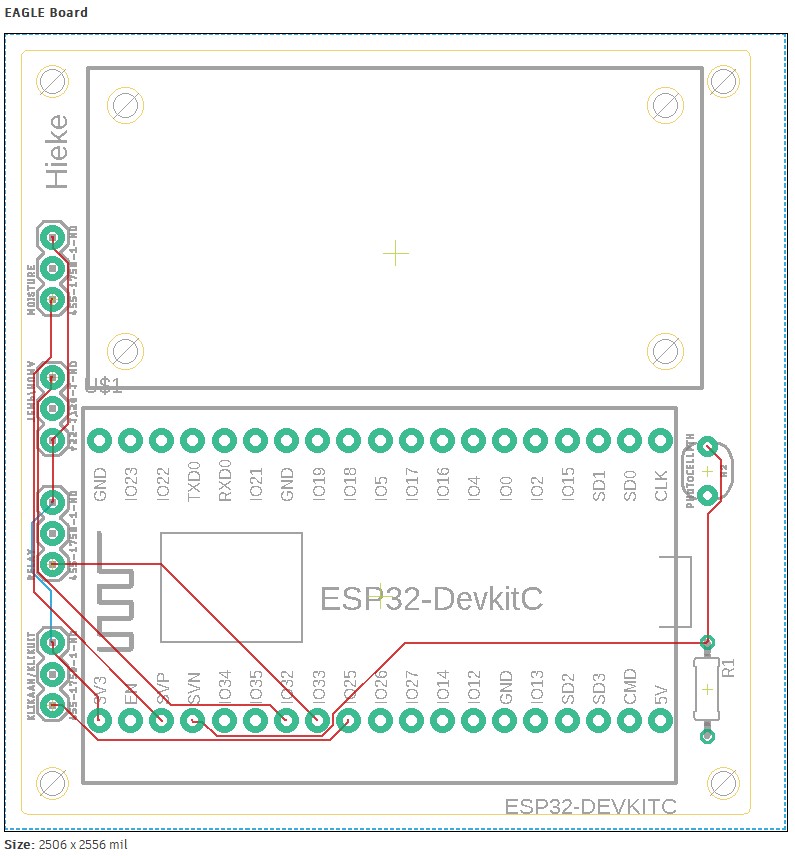 EAGLE Board
Hieke
MOISTURE
455-1750-1-ND
U$1
455-1750-1-ND
GND
IO23
IO22
TXD0
RXD0
IO21
GND
IO19
IO18
IO5
IO17
IO16
IO4
IO0
IO2
IO15
SD1
SD0
CLK
PHOTOCELLPTH
R2
RELAY
455-1750-1-ND
ESP32-DevkitC
KLIKAAN/KLIKUIT
455-1750-1-ND
3V3
EN
SVP
SVN
IO34
IO35
IO32
IO33
IO25
IO26
IO27
IO14
IO12
GND
IO13
SD2
SD3
CMD
5V
R1
ESP32-DEVKITC
Size: 2506 x 2556 mil